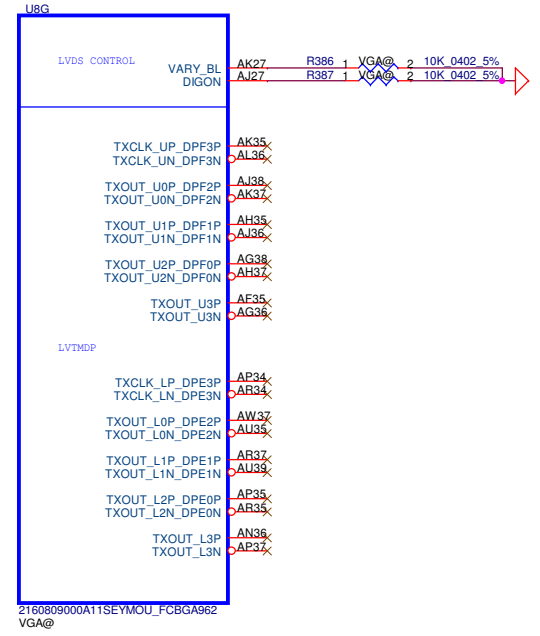 U8G
LVDS CONTROL
VARY_BL AK27 R386 1 VGA@ 2 10K_0402_5%
DIGON AJ27 R387 1 VGA@ 2 10K_0402_5%
TXCLK_UP_DPF3P AK35
TXCLK_UN_DPF3N AL36
TXOUT_U0P_DPF2P AJ38
TXOUT_U0N_DPF2N AK37
TXOUT_U1P_DPF1P AH35
TXOUT_U1N_DPF1N AJ36
TXOUT_U2P_DPF0P AG38
TXOUT_U2N_DPF0N AH37
TXOUT_U3P AF35
TXOUT_U3N AG36
LVTMDP
TXCLK_LP_DPE3P AP34
TXCLK_LN_DPE3N AR34
TXOUT_L0P_DPE2P AW37
TXOUT_L0N_DPE2N AU35
TXOUT_L1P_DPE1P AR37
TXOUT_L1N_DPE1N AU39
TXOUT_L2P_DPE0P AP35
TXOUT_L2N_DPE0N AR35
TXOUT_L3P AN36
TXOUT_L3N AP37
2160809000A11SEYMOU_FCBGA962
VGA@